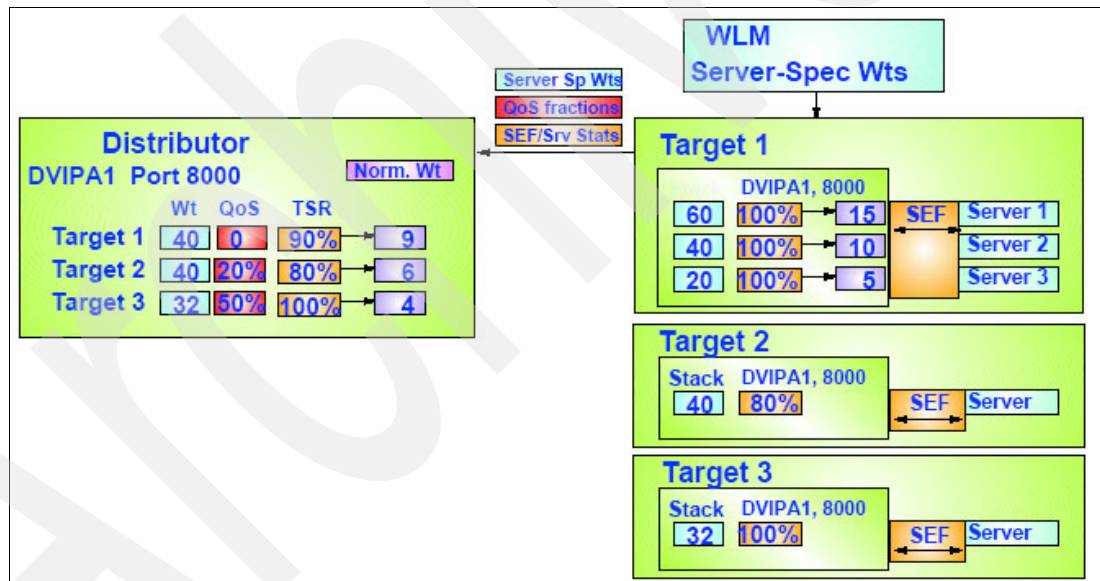 WLM
Server-Spec Wts
Server Sp Wts
QoS fractions
SEF/Srv Stats
Distributor
DVIPA1 Port 8000
Norm. Wt
Wt QoS TSR
Target 1 40 0 90% 9
Target 2 40 20% 80% 6
Target 3 32 50% 100% 4
Target 1
Stack DVIPA1, 8000
60 100% 15 SEF Server 1
40 100% 10 Server 2
20 100% 5 Server 3
Target 2
Stack DVIPA1, 8000
40 80% SEF Server
Target 3
Stack DVIPA1, 8000
32 100% SEF Server